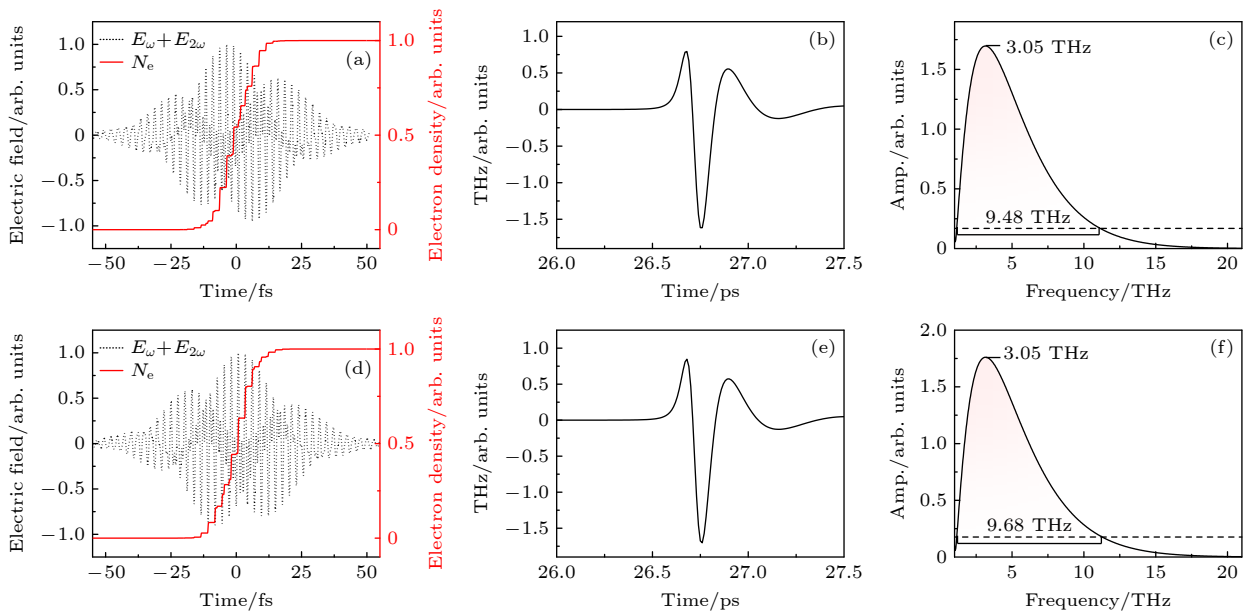 (a)
E_ω+E_2ω
N_e
Electric field/arb. units
1.0
0.5
0
−0.5
−1.0
Electron density/arb. units
1.0
0.5
0
−50 −25 0 25 50
Time/fs
(b)
THz/arb. units
1.0
0.5
0
−0.5
−1.0
−1.5
26.0 26.5 27.0 27.5
Time/ps
(c)
3.05 THz
9.48 THz
Amp./arb. units
1.5
1.0
0.5
0
5 10 15 20
Frequency/THz
(d)
E_ω+E_2ω
N_e
Electric field/arb. units
1.0
0.5
0
−0.5
−1.0
Electron density/arb. units
1.0
0.5
0
−50 −25 0 25 50
Time/fs
(e)
THz/arb. units
1.0
0.5
0
−0.5
−1.0
−1.5
26.0 26.5 27.0 27.5
Time/ps
(f)
3.05 THz
9.68 THz
Amp./arb. units
2.0
1.5
1.0
0.5
0
5 10 15 20
Frequency/THz